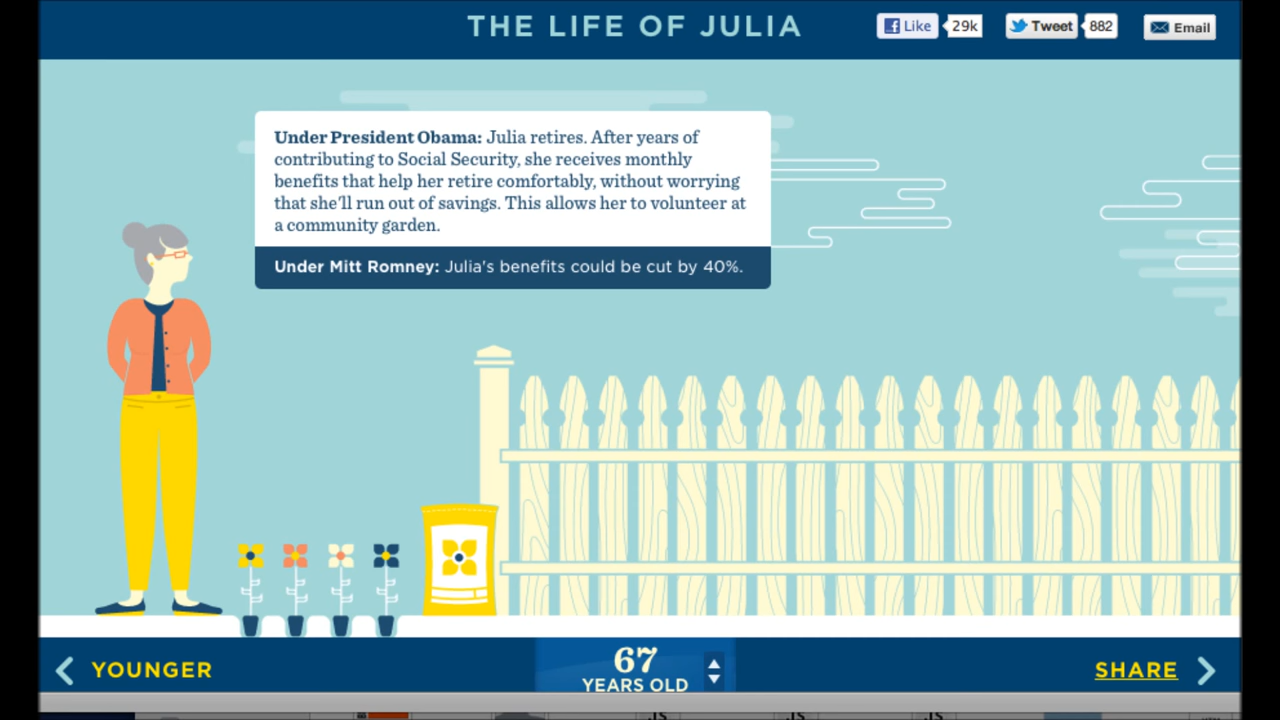 THE LIFE OF JULIA
Like 29k Tweet 882 Email
Under President Obama: Julia retires. After years of
contributing to Social Security, she receives monthly
benefits that help her retire comfortably, without worrying
that she'll run out of savings. This allows her to volunteer at
a community garden.
Under Mitt Romney: Julia's benefits could be cut by 40%.
YOUNGER
67
YEARS OLD
SHARE